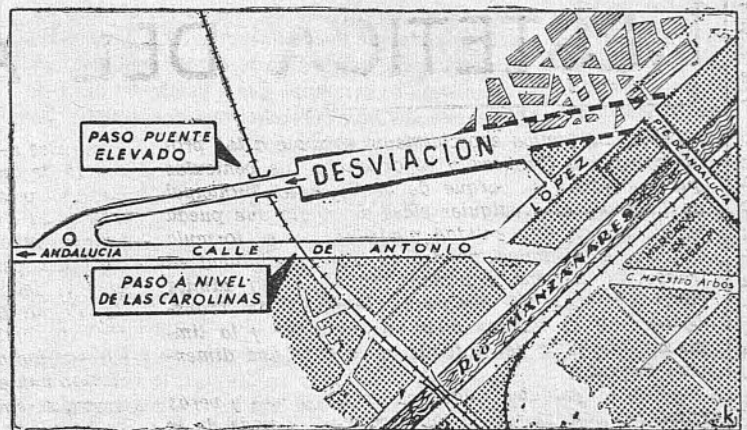 PASO PUENTE
ELEVADO
DESVIACION
PTE. DE ANDALUCIA
LOPEZ
ANDALUCIA
CALLE DE ANTONIO
PASO A NIVEL
DE LAS CAROLINAS
RIO MANZANARES
C. Maestro Arbós